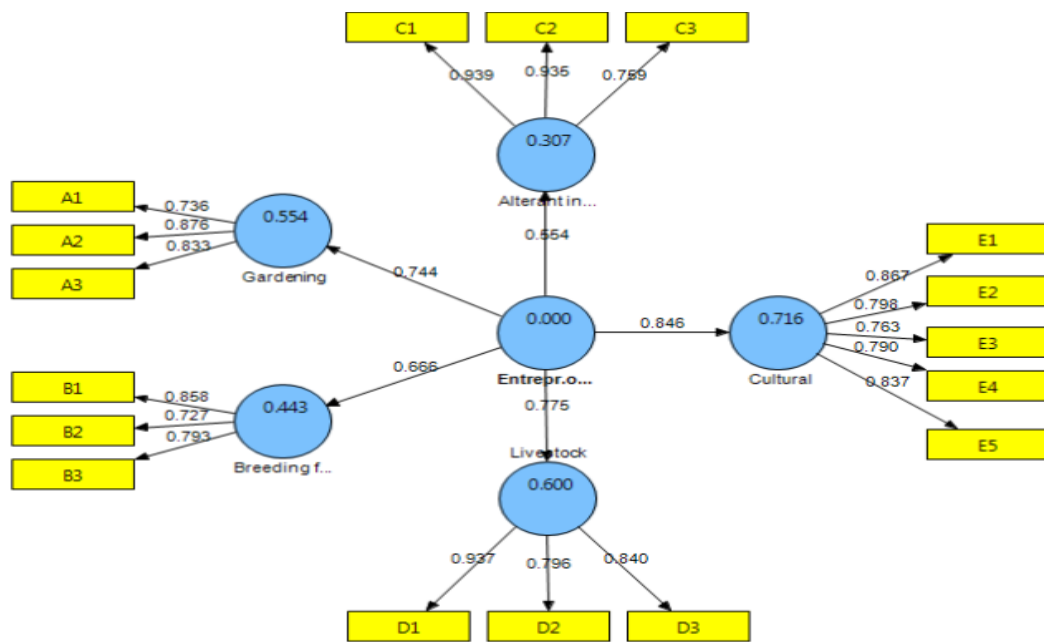 C1
C2
C3
0.939
0.935
0.759
0.307
Alterant in...
0.554
A1
A2
A3
0.736
0.876
0.833
0.554
Gardening
0.744
0.000
Entrepr.o...
0.846
0.716
Cultural
E1
E2
E3
E4
E5
0.867
0.798
0.763
0.790
0.837
B1
B2
B3
0.858
0.727
0.793
0.443
Breeding f...
0.666
0.775
Livestock
0.600
0.937
0.796
0.840
D1
D2
D3